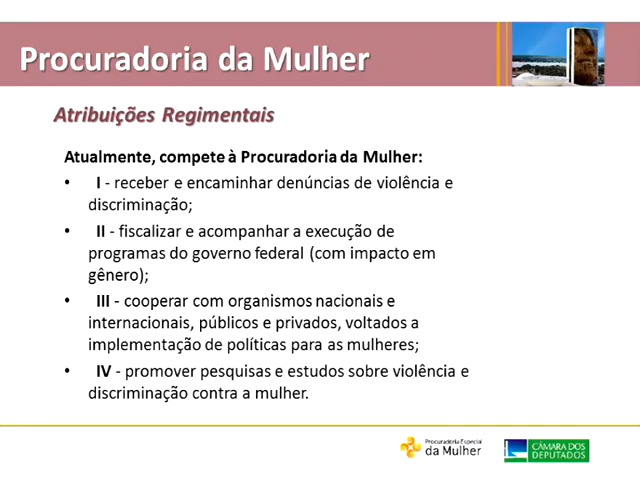 Procuradoria da Mulher
Atribuições Regimentais
Atualmente, compete à Procuradoria da Mulher:
• I - receber e encaminhar denúncias de violência e
discriminação;
• II - fiscalizar e acompanhar a execução de
programas do governo federal (com impacto em
gênero);
• III - cooperar com organismos nacionais e
internacionais, públicos e privados, voltados a
implementação de políticas para as mulheres;
• IV - promover pesquisas e estudos sobre violência e
discriminação contra a mulher.
Procuradoria Especial
da Mulher
CÂMARA DOS
DEPUTADOS